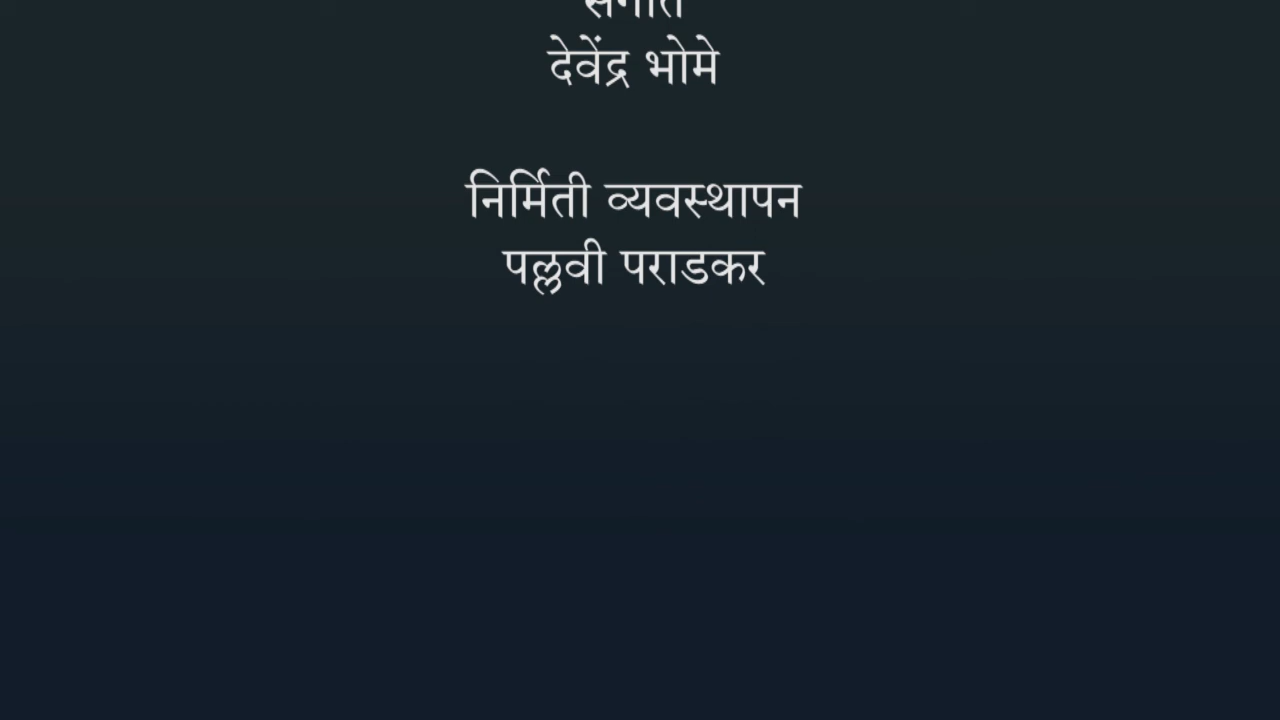 संगीत
देवेंद्र भोमे
निर्मिती व्यवस्थापन
पल्लवी पराडकर